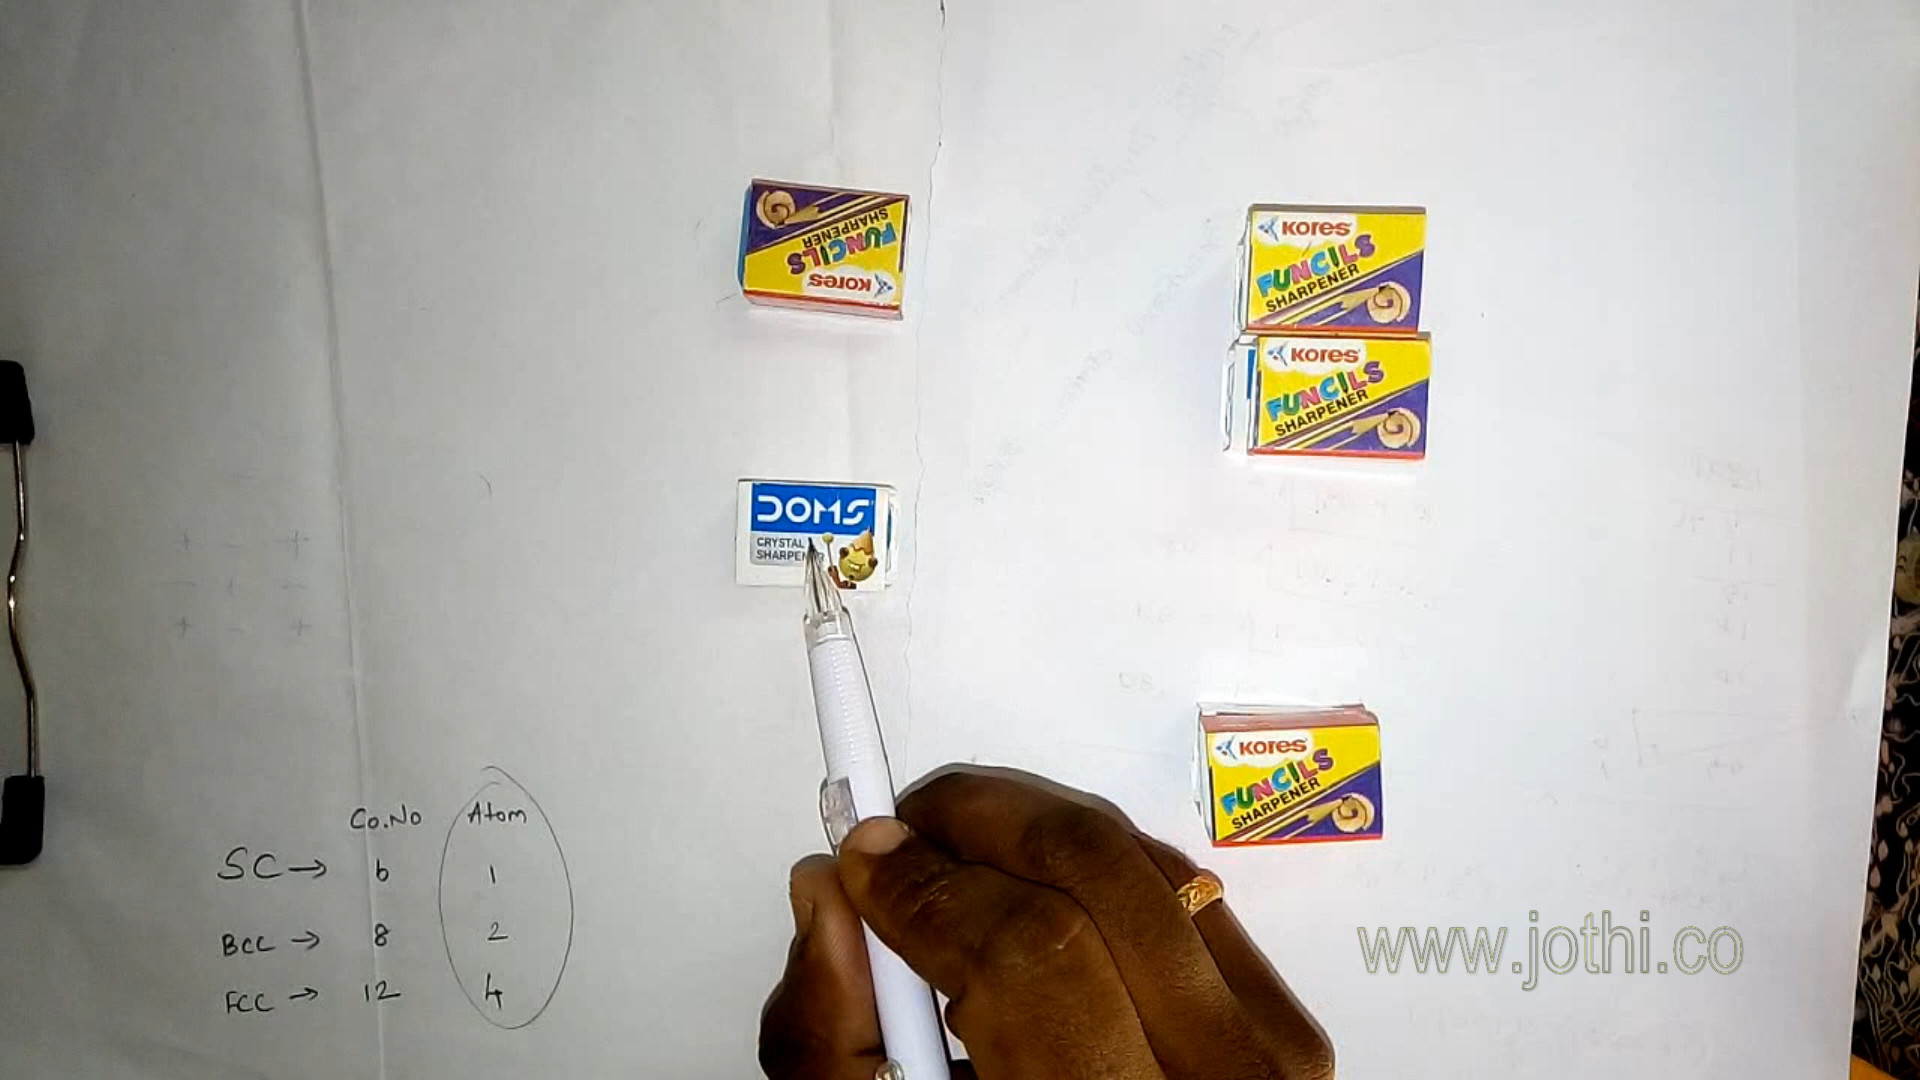 KORES
FUNCILS
SHARPENER
KORES
FUNCILS
SHARPENER
KORES
FUNCILS
SHARPENER
DOMS
CRYSTAL
KORES
FUNCILS
SHARPENER
Co.No Atom
SC → 6 1
BCC → 8 2
FCC → 12 4
www.jothi.co